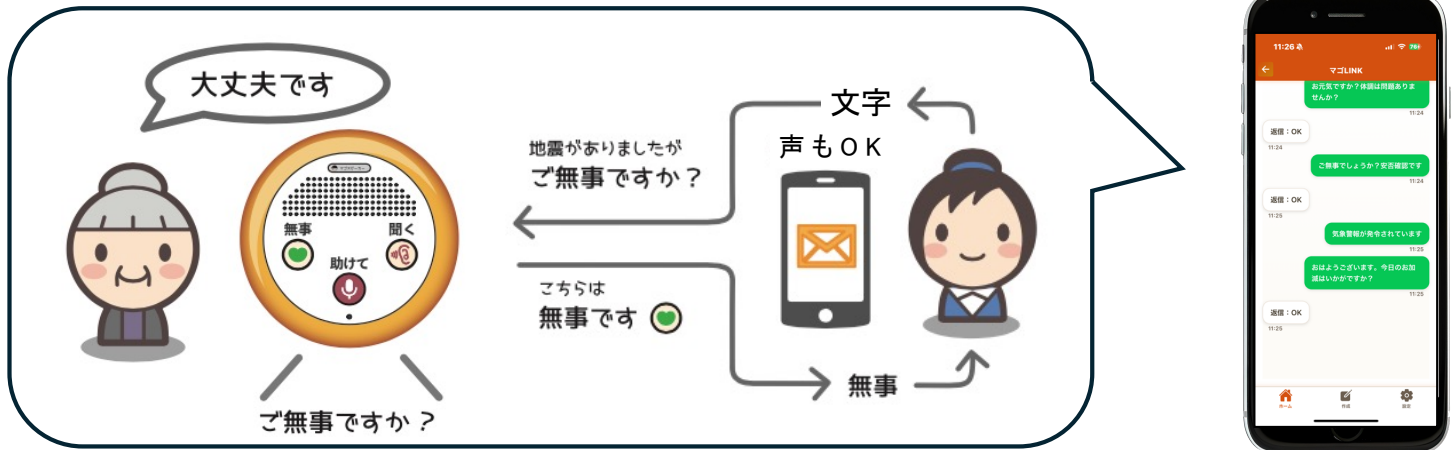 大丈夫です
無事
聞く
助けて
ご無事ですか？
地震がありましたが
ご無事ですか？
こちらは
無事です
文字
声もＯＫ
無事
11:26
76
マゴLINK
お元気ですか？体調は問題ありま
せんか？
11:24
返信：OK
11:24
ご無事でしょうか？安否確認です
11:24
返信：OK
11:25
気象警報が発令されています
11:25
おはようございます。今日のお加
減はいかがですか？
11:25
返信：OK
11:25
ホーム
作成
設定